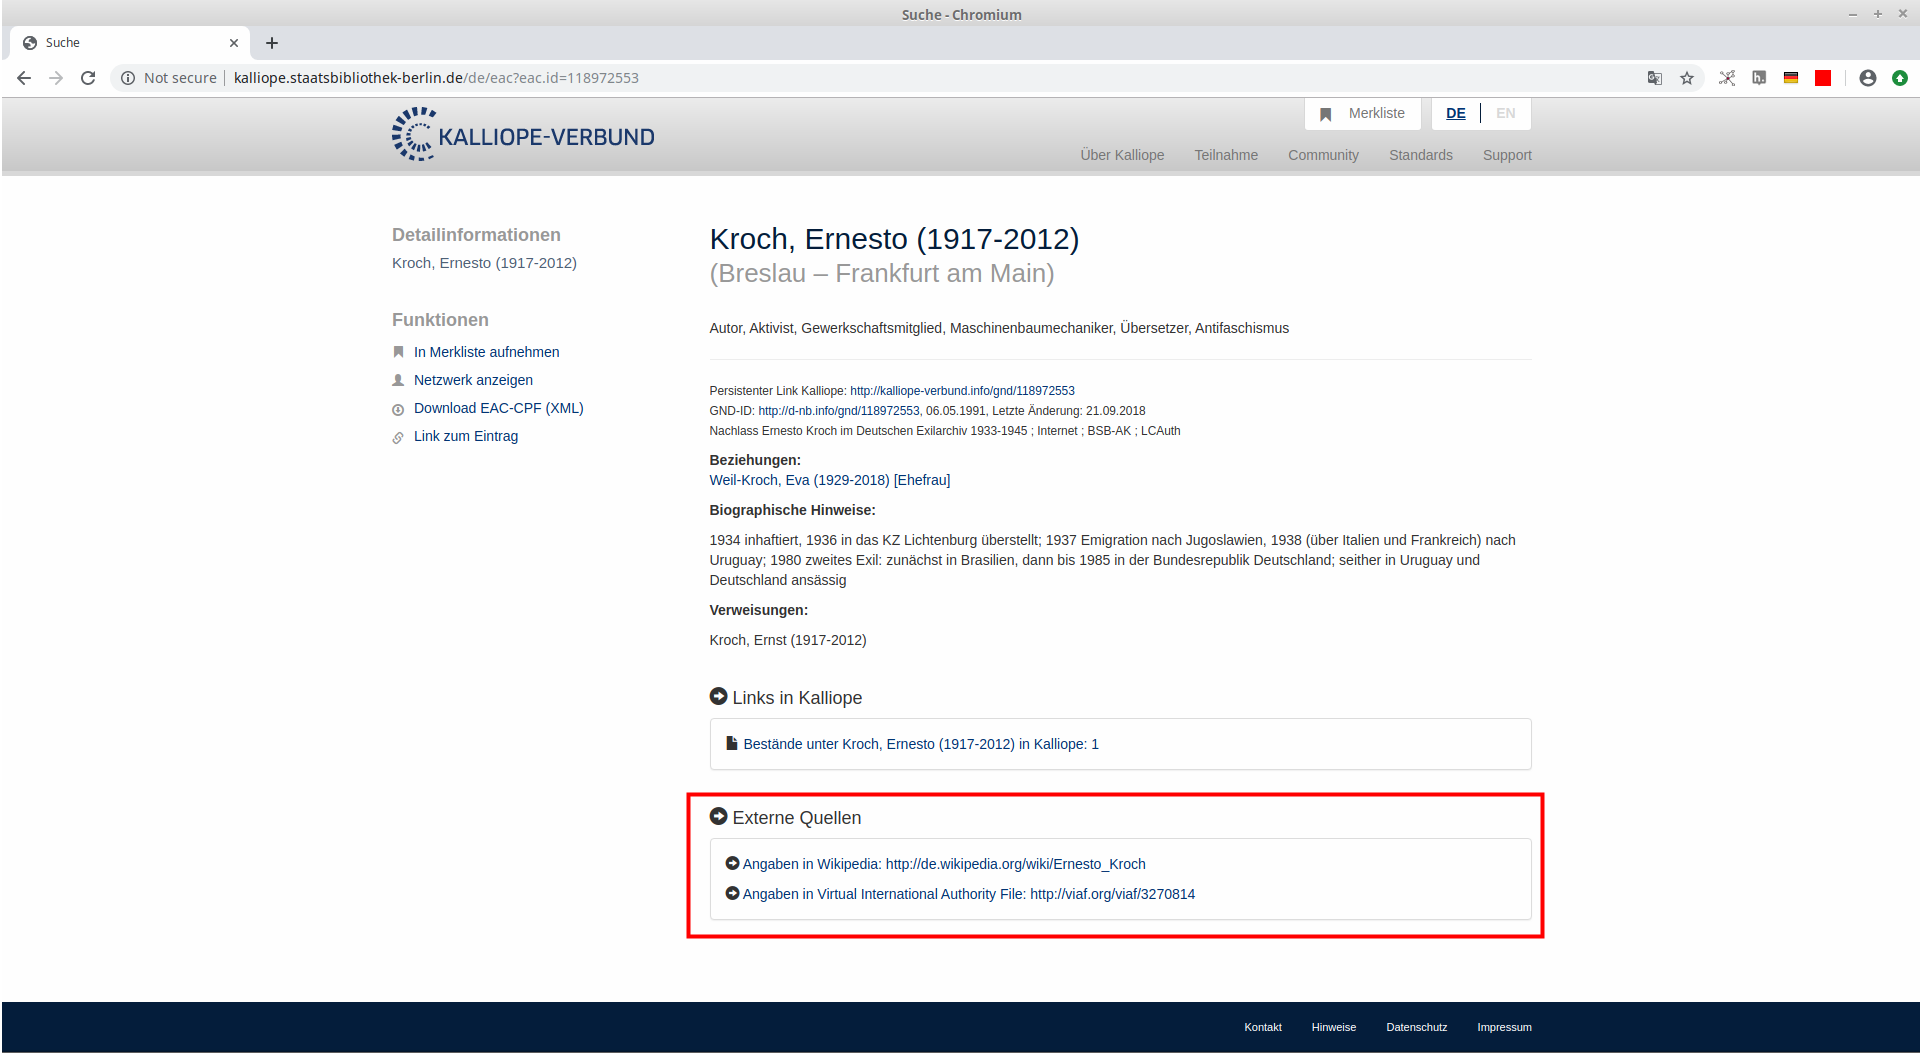 Suche - Chromium
Suche
Not secure | kalliope.staatsbibliothek-berlin.de/de/eac?eac.id=118972553
KALLIOPE-VERBUND
Merkliste
DE
EN
Über Kalliope Teilnahme Community Standards Support
Detailinformationen
Kroch, Ernesto (1917-2012)
Funktionen
In Merkliste aufnehmen
Netzwerk anzeigen
Download EAC-CPF (XML)
Link zum Eintrag
Kroch, Ernesto (1917-2012)
(Breslau – Frankfurt am Main)
Autor, Aktivist, Gewerkschaftsmitglied, Maschinenbaumechaniker, Übersetzer, Antifaschismus
Persistenter Link Kalliope: http://kalliope-verbund.info/gnd/118972553
GND-ID: http://d-nb.info/gnd/118972553, 06.05.1991, Letzte Änderung: 21.09.2018
Nachlass Ernesto Kroch im Deutschen Exilarchiv 1933-1945 ; Internet ; BSB-AK ; LCAuth
Beziehungen:
Weil-Kroch, Eva (1929-2018) [Ehefrau]
Biographische Hinweise:
1934 inhaftiert, 1936 in das KZ Lichtenburg überstellt; 1937 Emigration nach Jugoslawien, 1938 (über Italien und Frankreich) nach
Uruguay; 1980 zweites Exil: zunächst in Brasilien, dann bis 1985 in der Bundesrepublik Deutschland; seither in Uruguay und
Deutschland ansässig
Verweisungen:
Kroch, Ernst (1917-2012)
Links in Kalliope
Bestände unter Kroch, Ernesto (1917-2012) in Kalliope: 1
Externe Quellen
Angaben in Wikipedia: http://de.wikipedia.org/wiki/Ernesto_Kroch
Angaben in Virtual International Authority File: http://viaf.org/viaf/3270814
Kontakt Hinweise Datenschutz Impressum